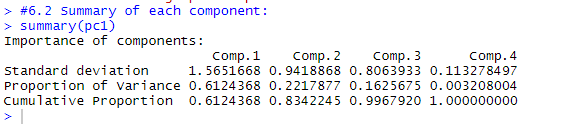 > #6.2 Summary of each component:
> summary(pc1)
Importance of components:
                          Comp.1    Comp.2    Comp.3      Comp.4
Standard deviation     1.5651668 0.9418868 0.8063933 0.113278497
Proportion of Variance 0.6124368 0.2217877 0.1625675 0.003208004
Cumulative Proportion  0.6124368 0.8342245 0.9967920 1.000000000
>